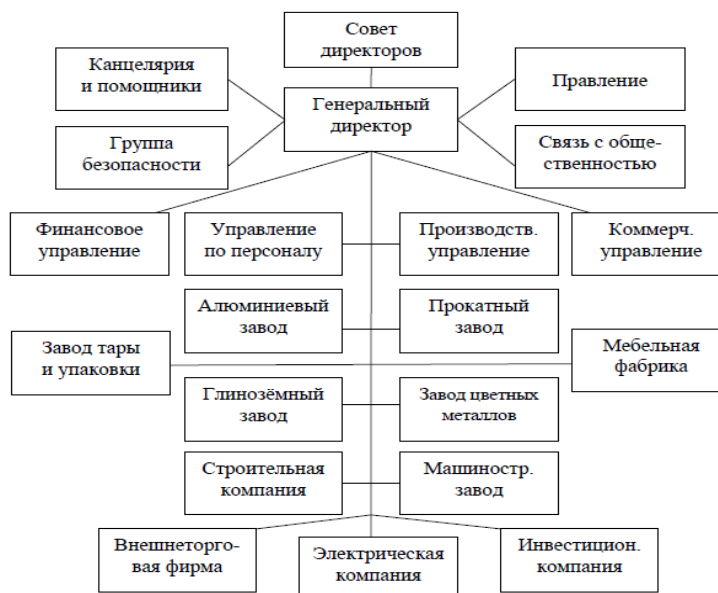 Совет
директоров
Канцелярия
и помощники
Генеральный
директор
Правление
Группа
безопасности
Связь с обще-
ственностью
Финансовое
управление
Управление
по персоналу
Производств.
управление
Коммерч.
управление
Алюминиевый
завод
Прокатный
завод
Завод тары
и упаковки
Мебельная
фабрика
Глинозёмный
завод
Завод цветных
металлов
Строительная
компания
Машиностр.
завод
Внешнеторго-
вая фирма
Электрическая
компания
Инвестицион.
компания